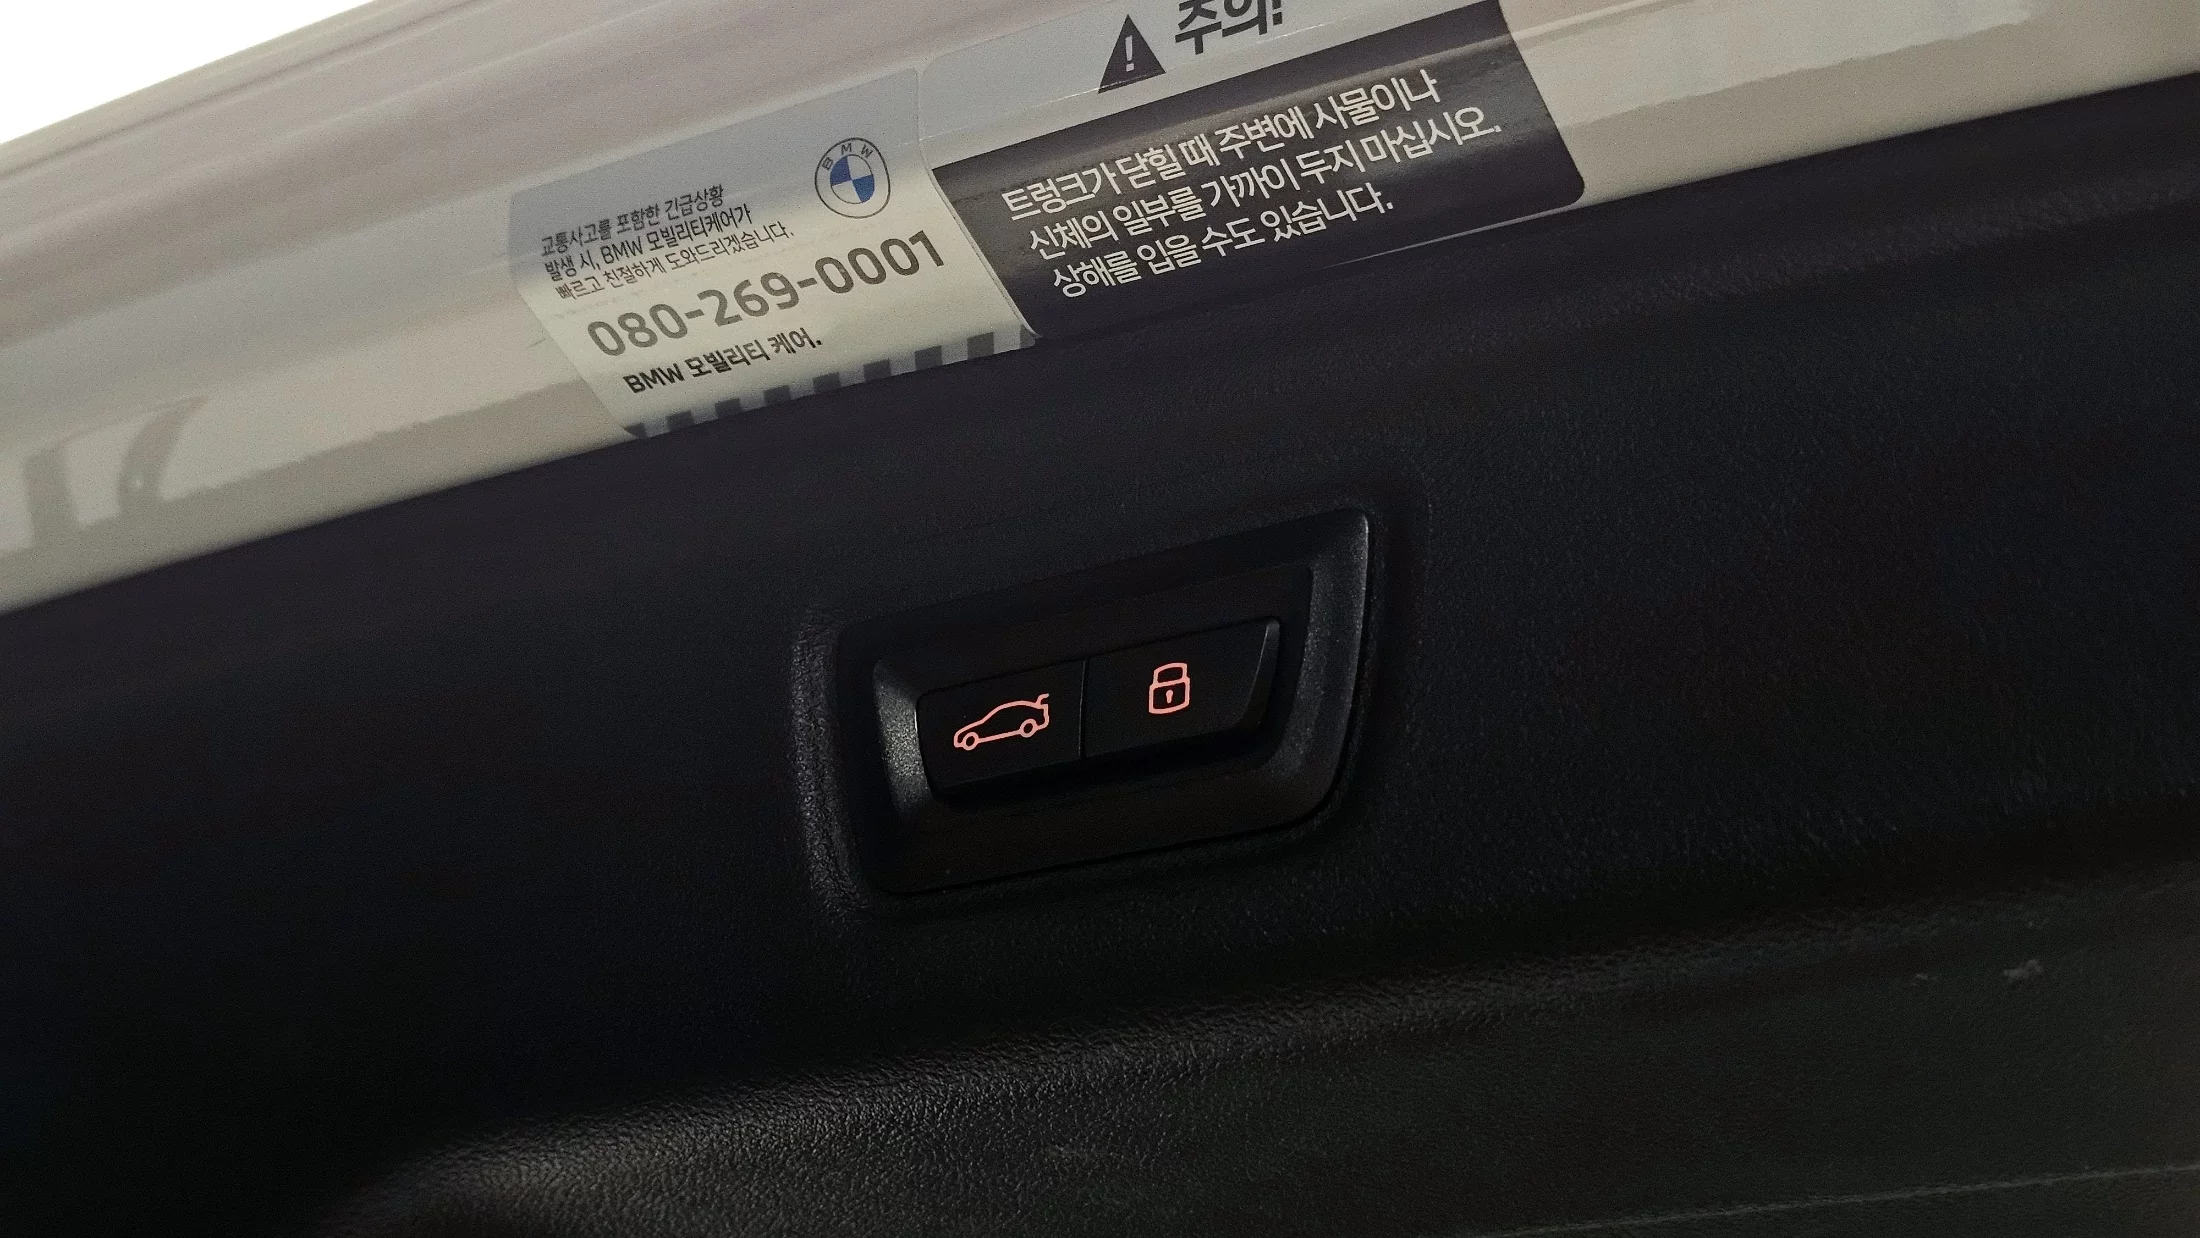 교통사고를 포함한 긴급상황
발생 시, BMW 모빌리티케어가
빠르고 친절하게 도와드리겠습니다.
080-269-0001
BMW 모빌리티 케어.
BMW
주의!
트렁크가 닫힐 때 주변에 사물이나
신체의 일부를 가까이 두지 마십시오.
상해를 입을 수도 있습니다.